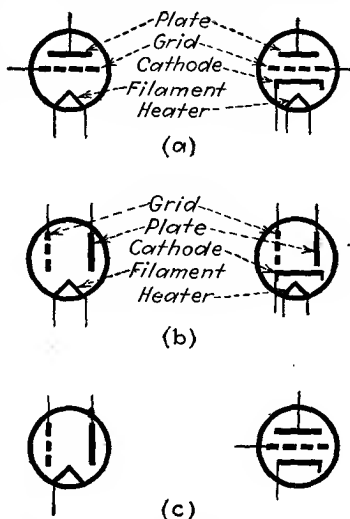 Plate
Grid
Cathode
Filament
Heater
(a)
Grid
Plate
Cathode
Filament
Heater
(b)
(c)